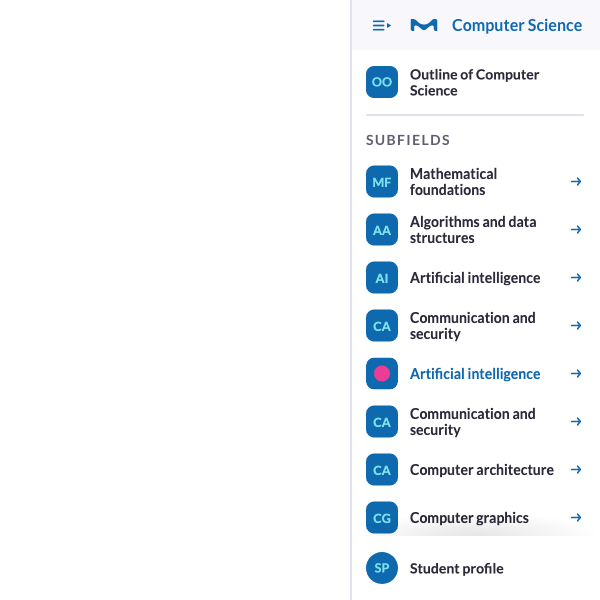 Computer Science
OO
Outline of Computer
Science
SUBFIELDS
MF
Mathematical
foundations
AA
Algorithms and data
structures
AI
Artificial intelligence
CA
Communication and
security
Artificial intelligence
CA
Communication and
security
CA
Computer architecture
CG
Computer graphics
SP
Student profile